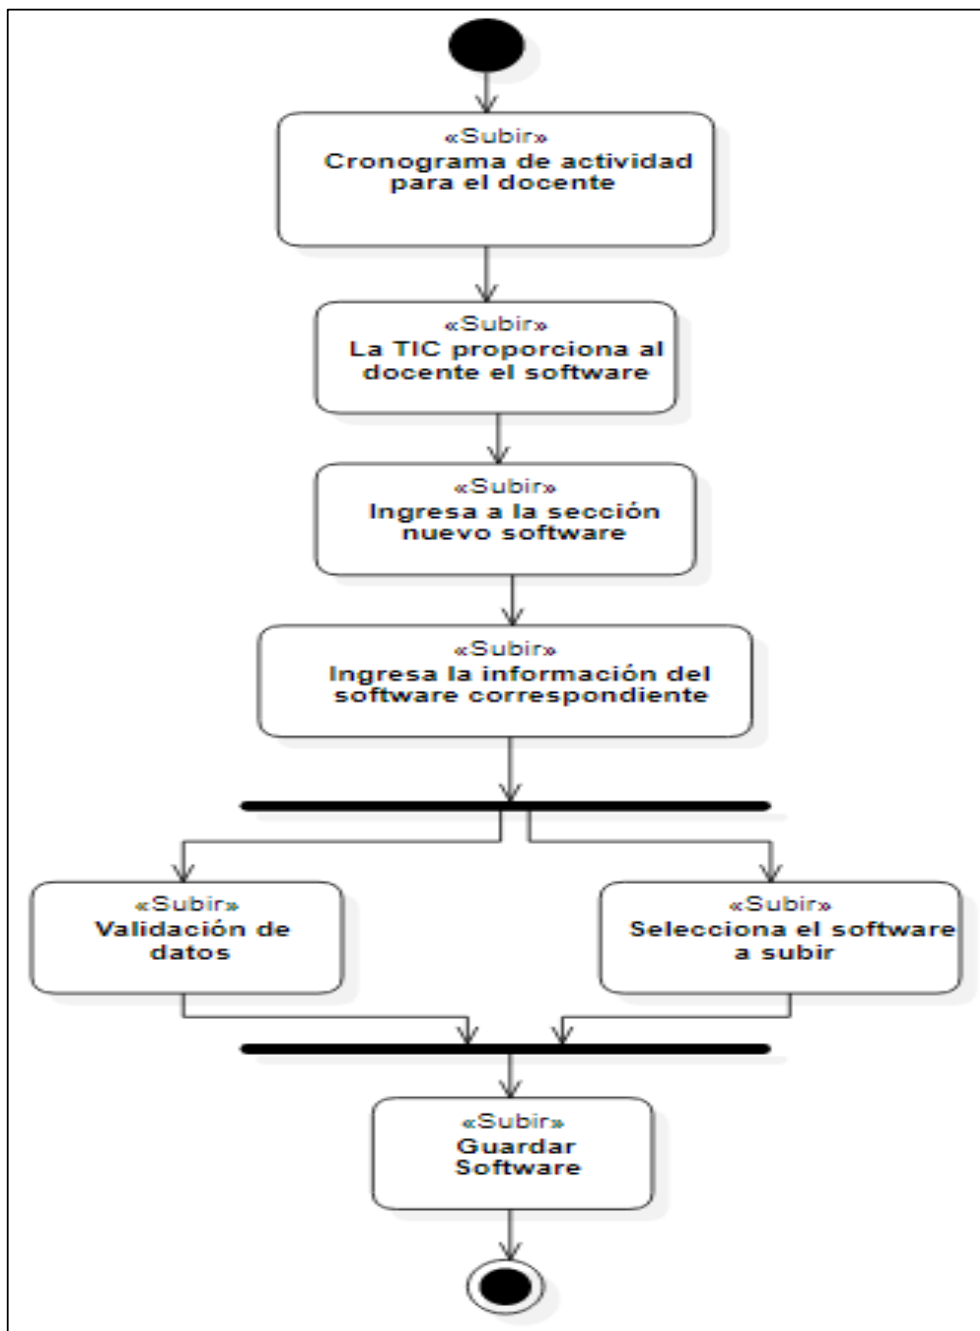 «Subir»
Cronograma de actividad
para el docente
«Subir»
La TIC proporciona al
docente el software
«Subir»
Ingresa a la sección
nuevo software
«Subir»
Ingresa la información del
software correspondiente
«Subir»
Validación de
datos
«Subir»
Selecciona el software
a subir
«Subir»
Guardar
Software